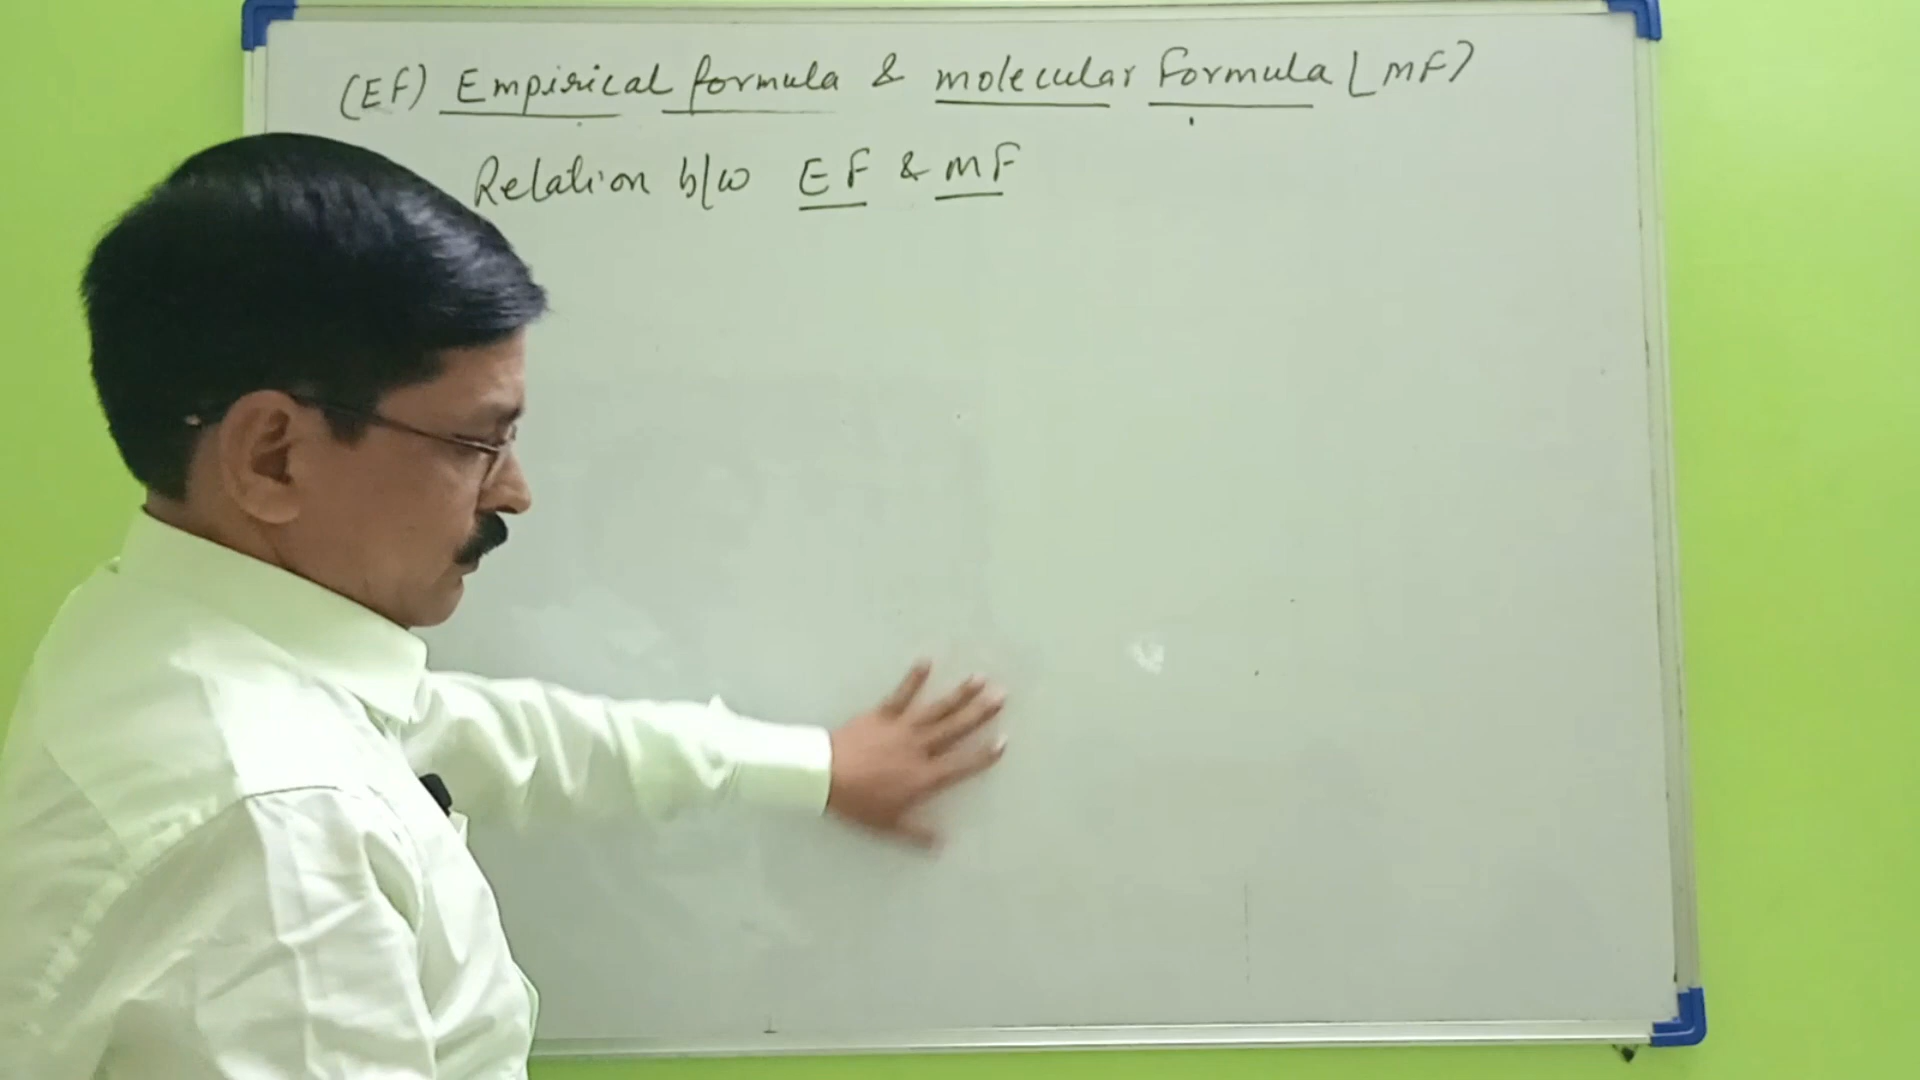 (EF) Empirical formula & molecular formula (MF)
Relation b/w EF & MF